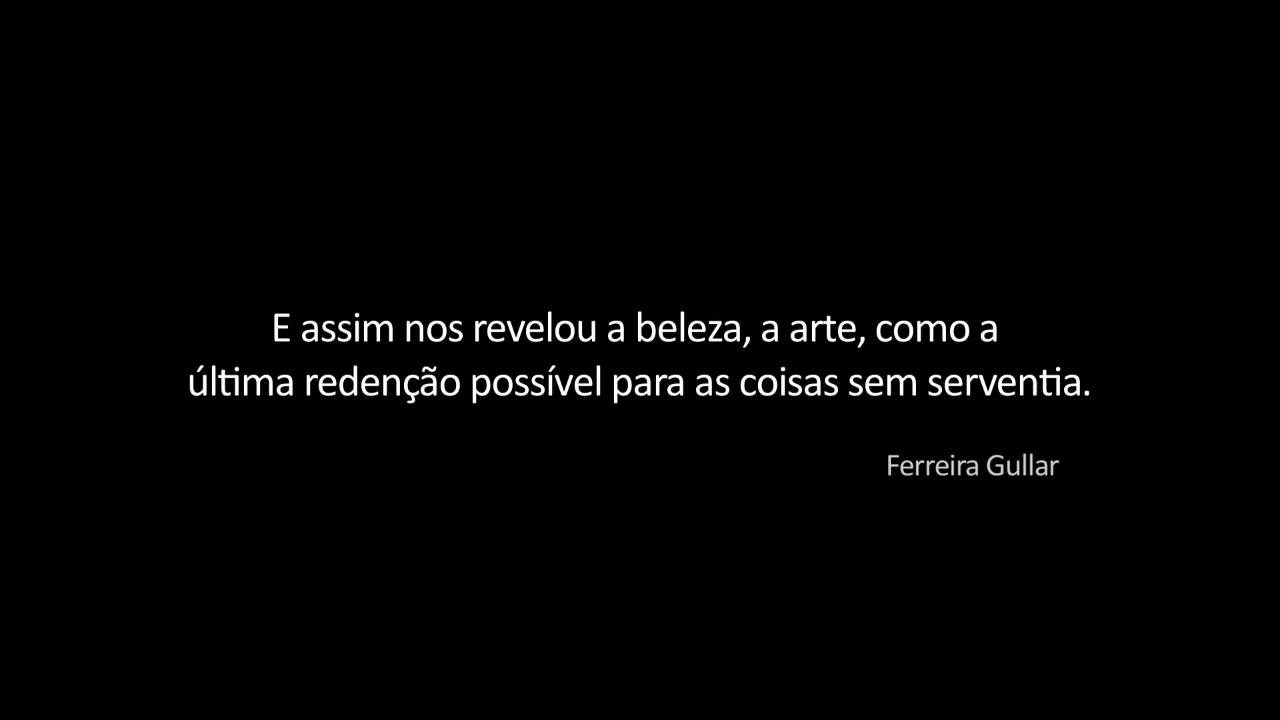 E assim nos revelou a beleza, a arte, como a
última redenção possível para as coisas sem serventia.
Ferreira Gullar